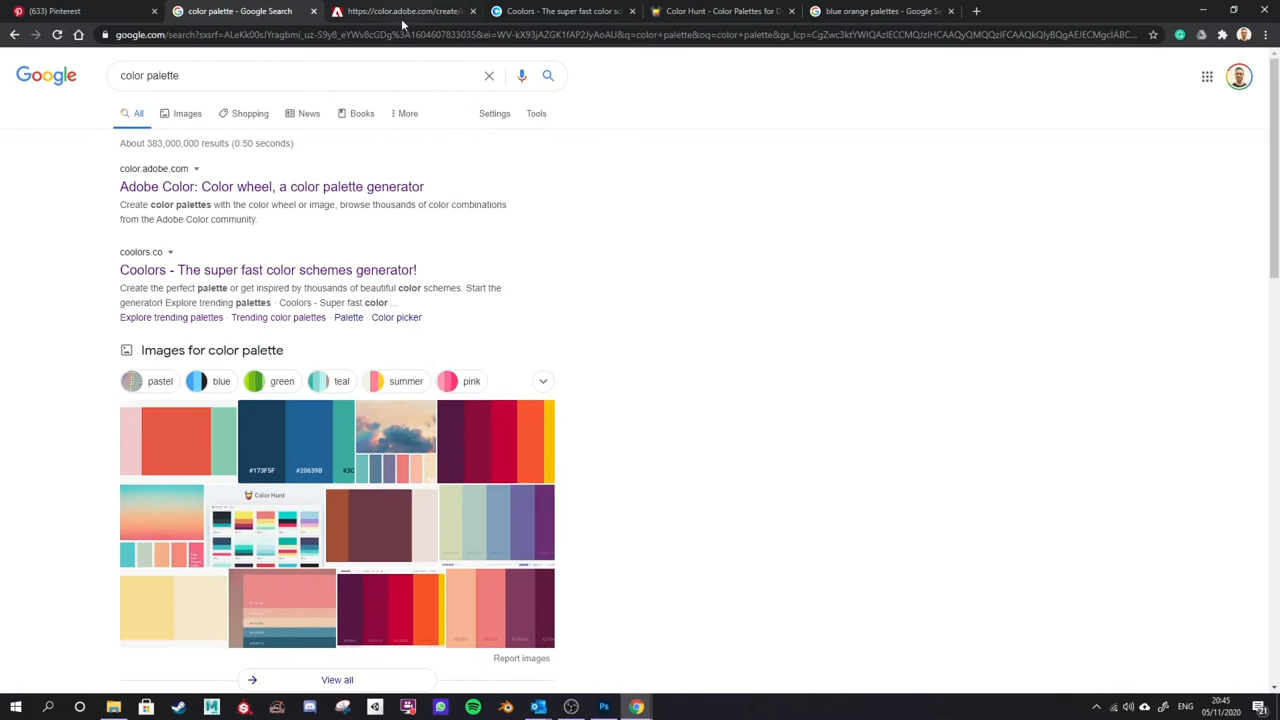 (633) Pinterest
color palette - Google Search
https://color.adobe.com/create/
Coolors - The super fast color sch
Color Hunt - Color Palettes for D
blue orange palettes - Google Se
Google
color palette
All
Images
Shopping
News
Books
More
Settings
Tools
About 383,000,000 results (0.50 seconds)
color.adobe.com
Adobe Color: Color wheel, a color palette generator
Create color palettes with the color wheel or image, browse thousands of color combinations
from the Adobe Color community.
coolors.co
Coolors - The super fast color schemes generator!
Create the perfect palette or get inspired by thousands of beautiful color schemes. Start the
generator! Explore trending palettes · Coolors - Super fast color ...
Explore trending palettes · Trending color palettes · Palette · Color picker
Images for color palette
pastel
blue
green
teal
summer
pink
#173F5F
#20639B
#3C
Color Hunt
Report images
View all
ENG
20:45
05/11/2020
21